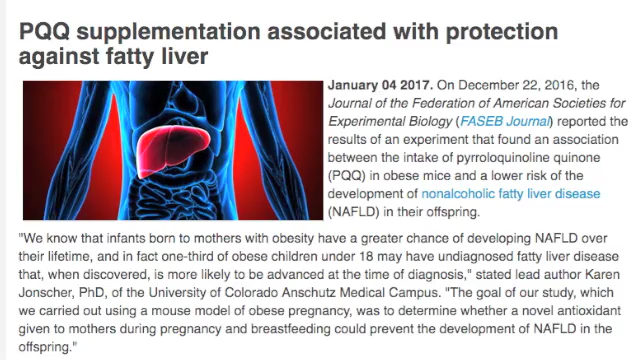 PQQ supplementation associated with protection
against fatty liver
January 04 2017. On December 22, 2016, the
Journal of the Federation of American Societies for
Experimental Biology (FASEB Journal) reported the
results of an experiment that found an association
between the intake of pyrroloquinoline quinone
(PQQ) in obese mice and a lower risk of the
development of nonalcoholic fatty liver disease
(NAFLD) in their offspring.
"We know that infants born to mothers with obesity have a greater chance of developing NAFLD over
their lifetime, and in fact one-third of obese children under 18 may have undiagnosed fatty liver disease
that, when discovered, is more likely to be advanced at the time of diagnosis," stated lead author Karen
Jonscher, PhD, of the University of Colorado Anschutz Medical Campus. "The goal of our study, which
we carried out using a mouse model of obese pregnancy, was to determine whether a novel antioxidant
given to mothers during pregnancy and breastfeeding could prevent the development of NAFLD in the
offspring."